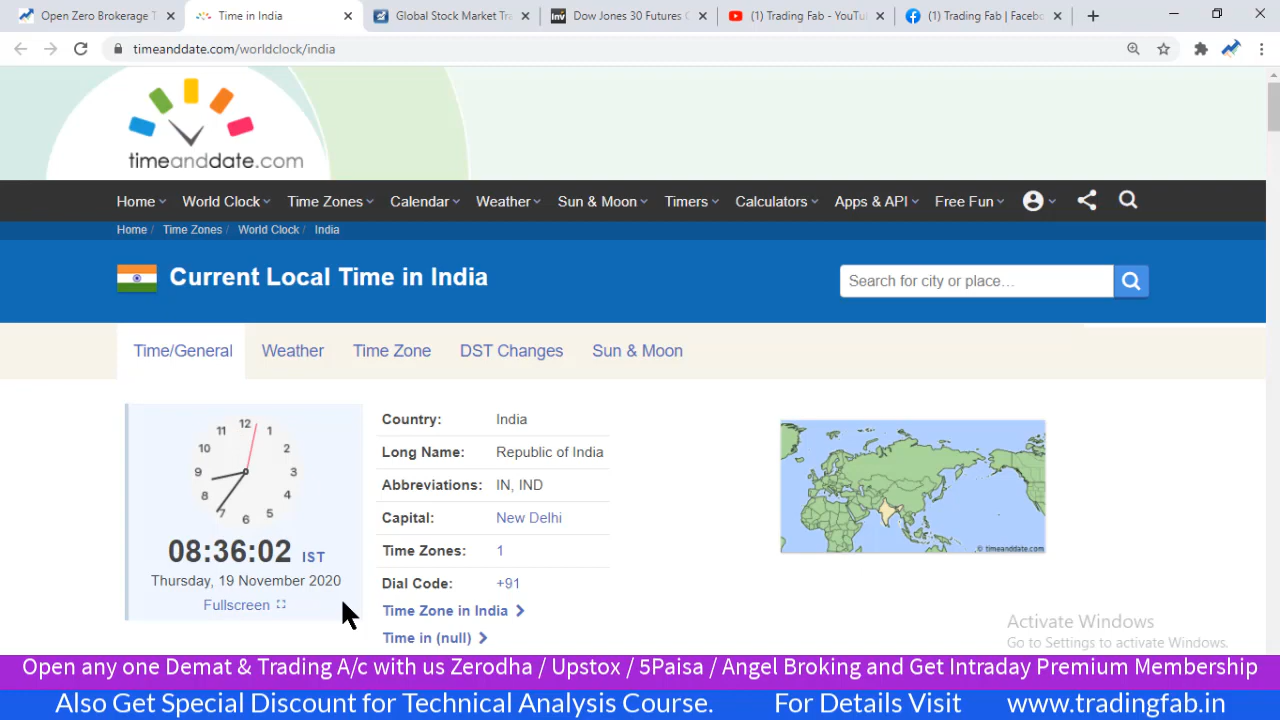 Open Zero Brokerage T
Time in India
Global Stock Market Tra
Inv
Dow Jones 30 Futures C
(1) Trading Fab - YouTu
(1) Trading Fab | Facebo
timeanddate.com/worldclock/india
timeanddate.com
Home World Clock Time Zones Calendar Weather Sun & Moon Timers Calculators Apps & API Free Fun
Home / Time Zones / World Clock / India
Current Local Time in India
Search for city or place...
Time/General Weather Time Zone DST Changes Sun & Moon
12
1
2
3
4
5
6
7
8
9
10
11
08:36:02 IST
Thursday, 19 November 2020
Fullscreen
Country: India
Long Name: Republic of India
Abbreviations: IN, IND
Capital: New Delhi
Time Zones: 1
Dial Code: +91
Time Zone in India
Time in (null)
© timeanddate.com
Activate Windows
Go to Settings to activate Windows.
Open any one Demat & Trading A/c with us Zerodha / Upstox / 5Paisa / Angel Broking and Get Intraday Premium Membership
Also Get Special Discount for Technical Analysis Course. For Details Visit www.tradingfab.in